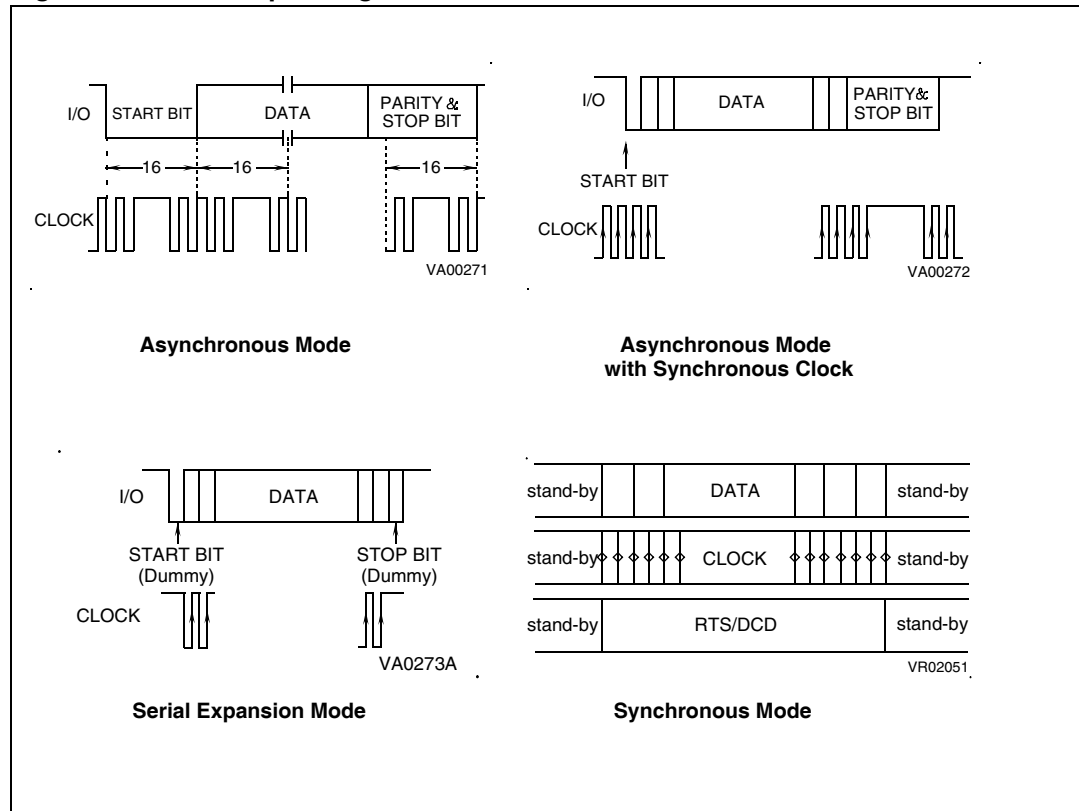 I/O
START BIT
DATA
PARITY &
STOP BIT
16
16
16
CLOCK
VA00271
Asynchronous Mode
I/O
DATA
PARITY&
STOP BIT
START BIT
CLOCK
VA00272
Asynchronous Mode
with Synchronous Clock
I/O
DATA
START BIT
(Dummy)
STOP BIT
(Dummy)
CLOCK
VA0273A
Serial Expansion Mode
stand-by
DATA
stand-by
stand-by
CLOCK
stand-by
stand-by
RTS/DCD
stand-by
VR02051
Synchronous Mode